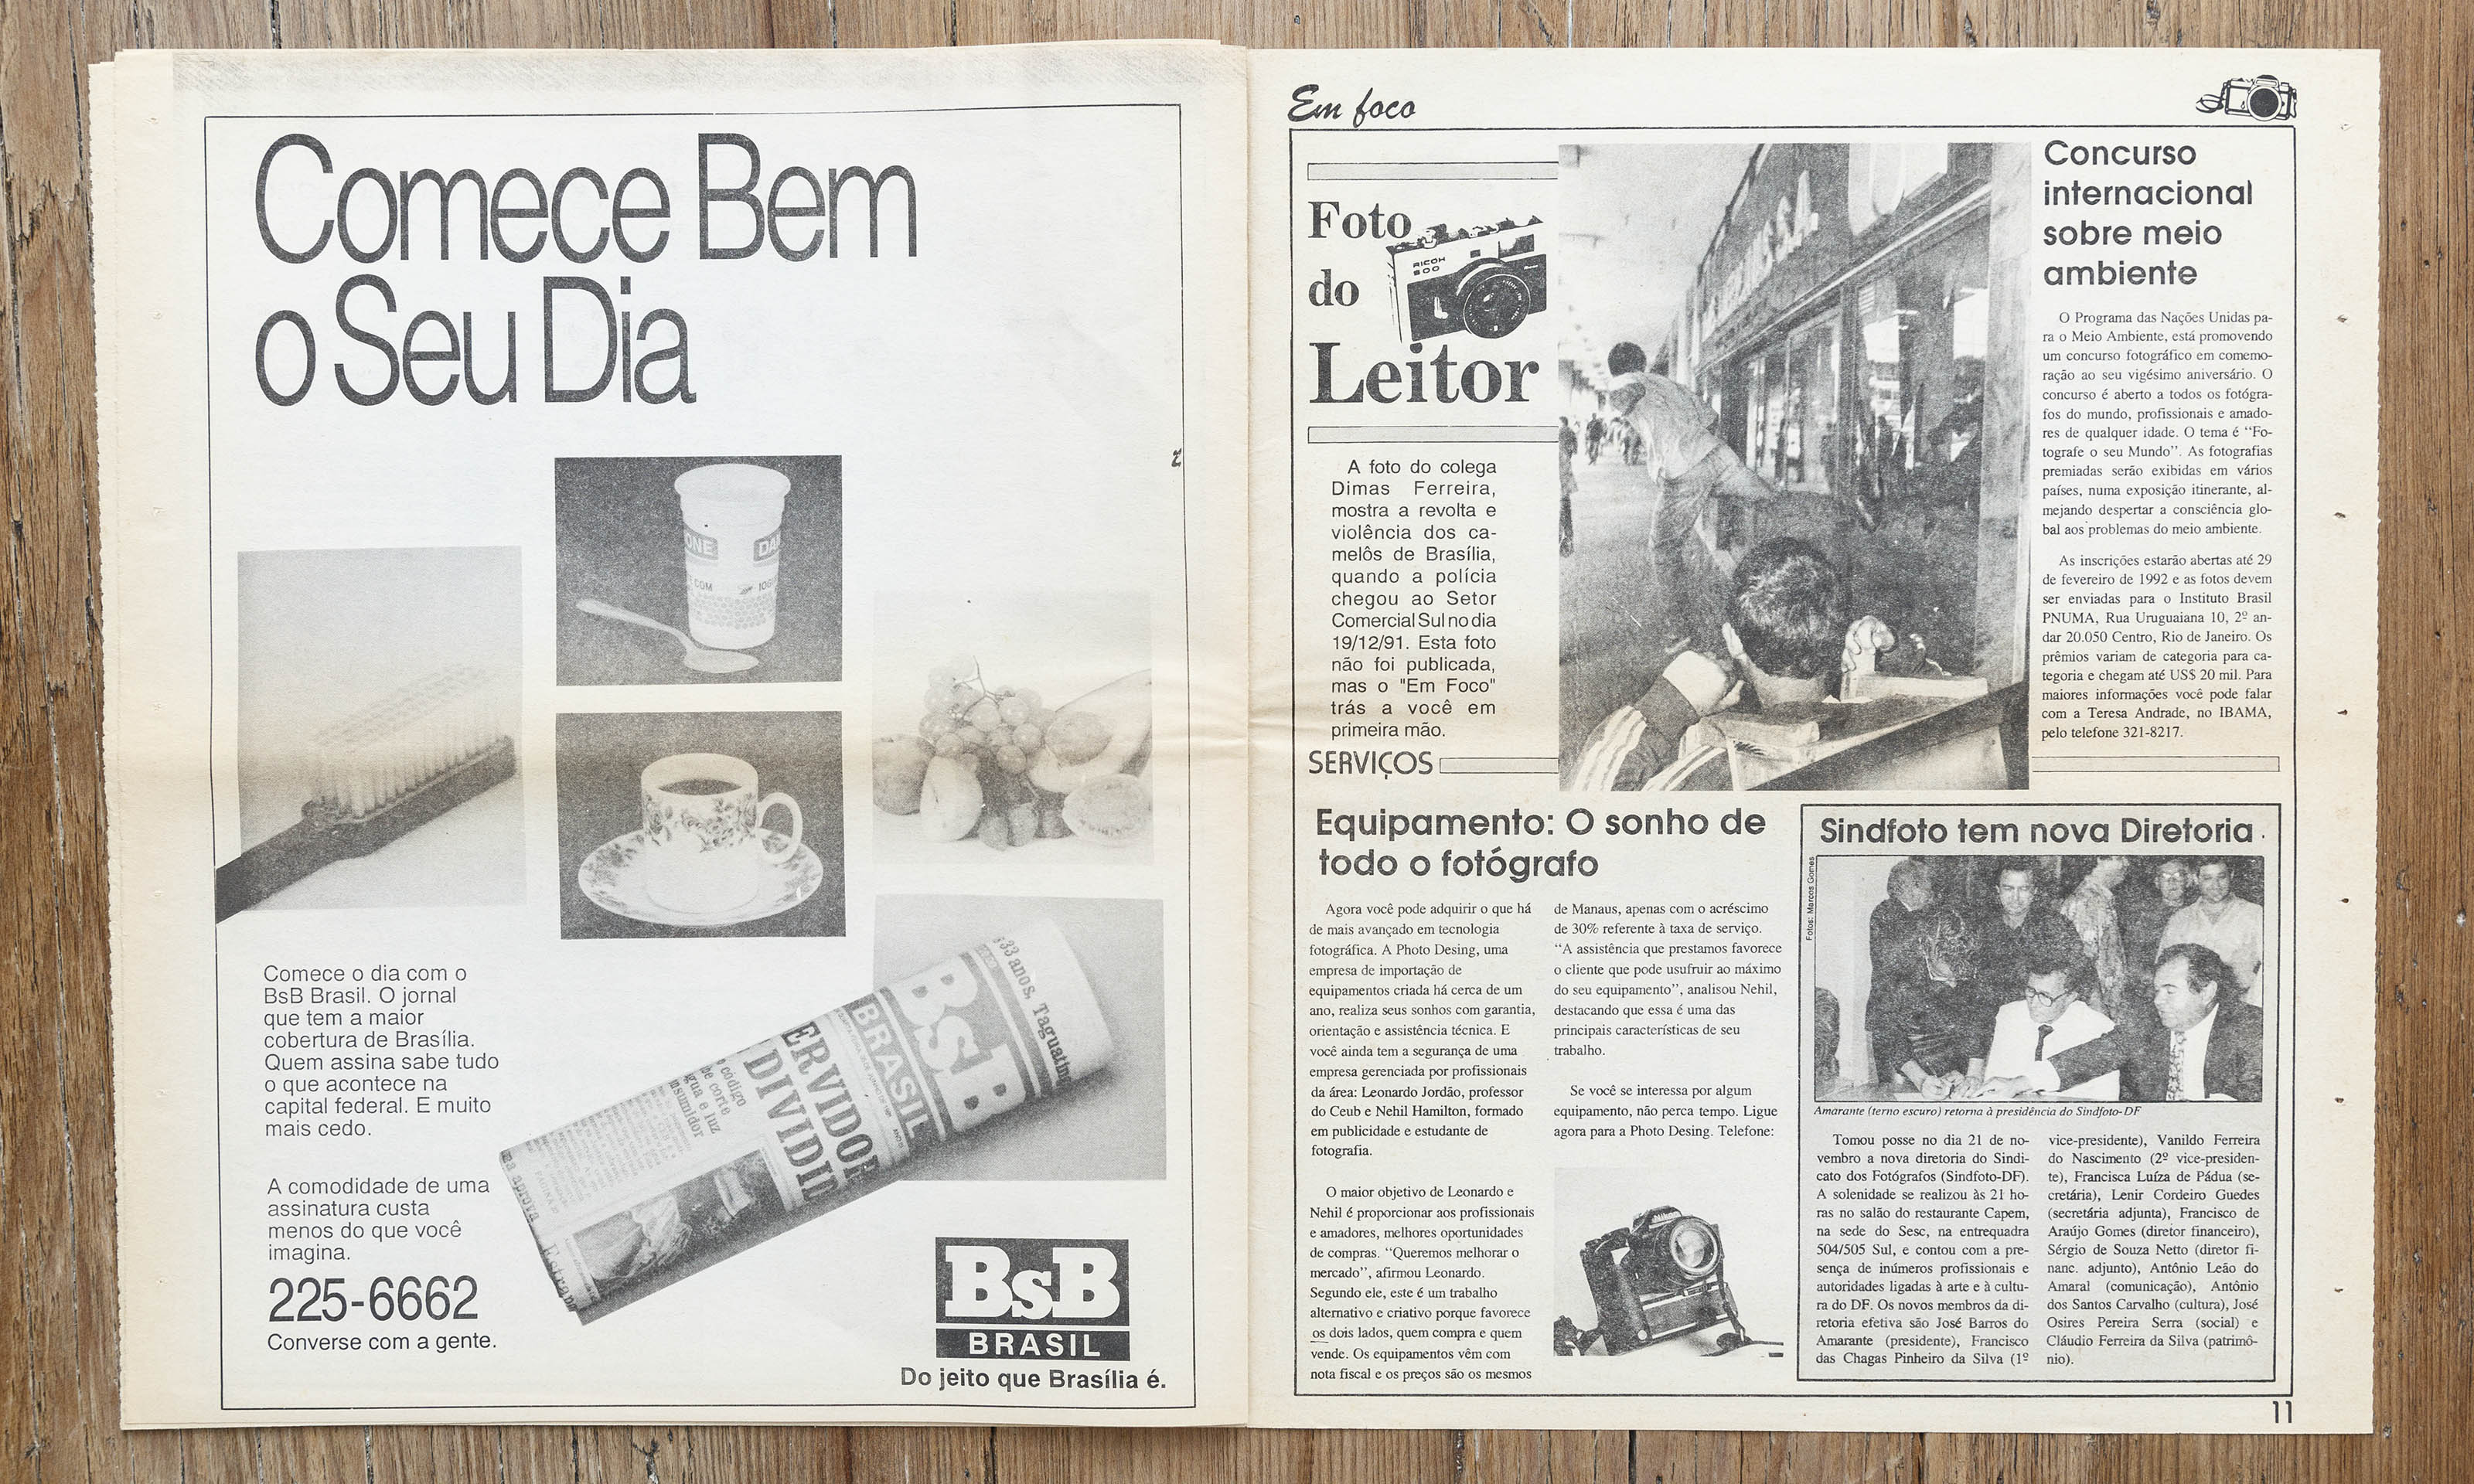 Comece Bem
o Seu Dia
ONE
DA
Comece o dia com o
BsB Brasil. O jornal
que tem a maior
cobertura de Brasília.
Quem assina sabe tudo
o que acontece na
capital federal. E muito
mais cedo.
A comodidade de uma
assinatura custa
menos do que você
imagina.
225-6662
Converse com a gente.
33 anos, Taguatin
BsB
BRASIL
ERVIDOR
DIVIDID
código
de corte
gua e luz
nsumidor
a aprova
BsB
BRASIL
Do jeito que Brasília é.
Em foco
Foto
do
Leitor
RICOH
500
A foto do colega
Dimas Ferreira,
mostra a revolta e
violência dos ca-
melôs de Brasília,
quando a polícia
chegou ao Setor
Comercial Sul no dia
19/12/91. Esta foto
não foi publicada,
mas o "Em Foco"
trás a você em
primeira mão.
Concurso
internacional
sobre meio
ambiente
O Programa das Nações Unidas pa-
ra o Meio Ambiente, está promovendo
um concurso fotográfico em comemo-
ração ao seu vigésimo aniversário. O
concurso é aberto a todos os fotógra-
fos do mundo, profissionais e amado-
res de qualquer idade. O tema é “Fo-
tografe o seu Mundo”. As fotografias
premiadas serão exibidas em vários
países, numa exposição itinerante, al-
mejando despertar a consciência glo-
bal aos problemas do meio ambiente.
As inscrições estarão abertas até 29
de fevereiro de 1992 e as fotos devem
ser enviadas para o Instituto Brasil
PNUMA, Rua Uruguaiana 10, 2º an-
dar 20.050 Centro, Rio de Janeiro. Os
prêmios variam de categoria para ca-
tegoria e chegam até US$ 20 mil. Para
maiores informações você pode falar
com a Teresa Andrade, no IBAMA,
pelo telefone 321-8217.
SERVIÇOS
Equipamento: O sonho de
todo o fotógrafo
Agora você pode adquirir o que há
de mais avançado em tecnologia
fotográfica. A Photo Desing, uma
empresa de importação de
equipamentos criada há cerca de um
ano, realiza seus sonhos com garantia,
orientação e assistência técnica. E
você ainda tem a segurança de uma
empresa gerenciada por profissionais
da área: Leonardo Jordão, professor
do Ceub e Nehil Hamilton, formado
em publicidade e estudante de
fotografia.
O maior objetivo de Leonardo e
Nehil é proporcionar aos profissionais
e amadores, melhores oportunidades
de compras. “Queremos melhorar o
mercado”, afirmou Leonardo.
Segundo ele, este é um trabalho
alternativo e criativo porque favorece
os dois lados, quem compra e quem
vende. Os equipamentos vêm com
nota fiscal e os preços são os mesmos
de Manaus, apenas com o acréscimo
de 30% referente à taxa de serviço.
“A assistência que prestamos favorece
o cliente que pode usufruir ao máximo
do seu equipamento”, analisou Nehil,
destacando que essa é uma das
principais características de seu
trabalho.
Se você se interessa por algum
equipamento, não perca tempo. Ligue
agora para a Photo Desing. Telefone:
Sindfoto tem nova Diretoria
Fotos: Marcos Gomes
Amarante (terno escuro) retorna à presidência do Sindfoto-DF
Tomou posse no dia 21 de no-
vembro a nova diretoria do Sindi-
cato dos Fotógrafos (Sindfoto-DF).
A solenidade se realizou às 21 ho-
ras no salão do restaurante Capem,
na sede do Sesc, na entrequadra
504/505 Sul, e contou com a pre-
sença de inúmeros profissionais e
autoridades ligadas à arte e à cultu-
ra do DF. Os novos membros da di-
retoria efetiva são José Barros do
Amarante (presidente), Francisco
das Chagas Pinheiro da Silva (1º
vice-presidente), Vanildo Ferreira
do Nascimento (2º vice-presiden-
te), Francisca Luíza de Pádua (se-
cretária), Lenir Cordeiro Guedes
(secretária adjunta), Francisco de
Araújo Gomes (diretor financeiro),
Sérgio de Souza Netto (diretor fi-
nanc. adjunto), Antônio Leão do
Amaral (comunicação), Antônio
dos Santos Carvalho (cultura), José
Osires Pereira Serra (social) e
Cláudio Ferreira da Silva (patrimô-
nio).
11